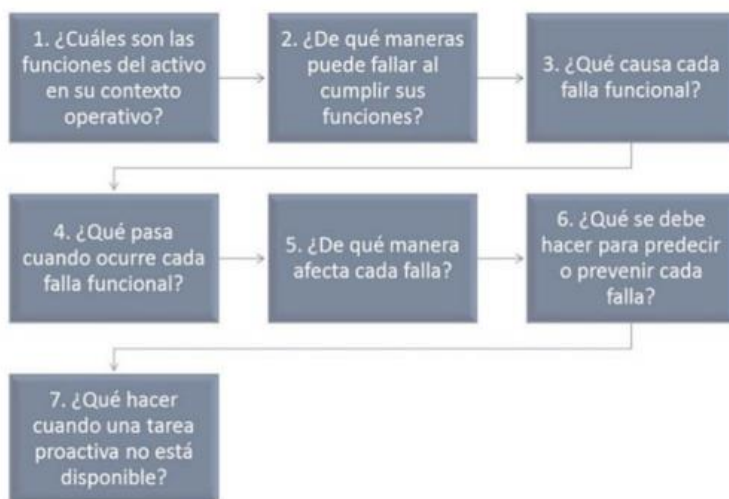 1. ¿Cuáles son las
funciones del activo
en su contexto
operativo?
2. ¿De qué maneras
puede fallar al
cumplir sus
funciones?
3. ¿Qué causa cada
falla funcional?
4. ¿Qué pasa
cuando ocurre cada
falla funcional?
5. ¿De qué manera
afecta cada falla?
6. ¿Qué se debe
hacer para predecir
o prevenir cada
falla?
7. ¿Qué hacer
cuando una tarea
proactiva no está
disponible?